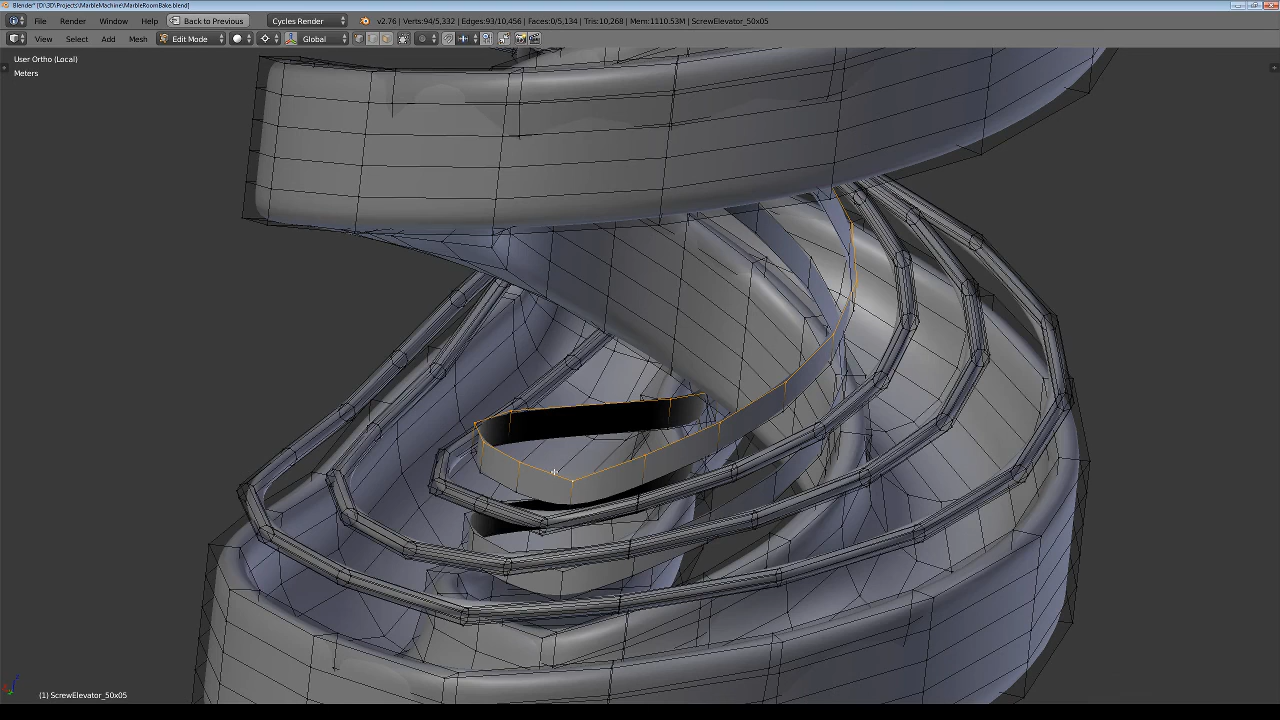 Blender* [D:\3D\Projects\MarbleMachine\MarbleRoomBake.blend]
File Render Window Help Back to Previous Cycles Render v2.76 | Verts:94/5,321 | Edges:93/10,456 | Faces:0/5,134 | Tris:10,268 | Mem:1110.53M | ScrewElevator_50x05
View Select Add Mesh Edit Mode Global
User Ortho (Local)
Meters
(1) ScrewElevator_50x05